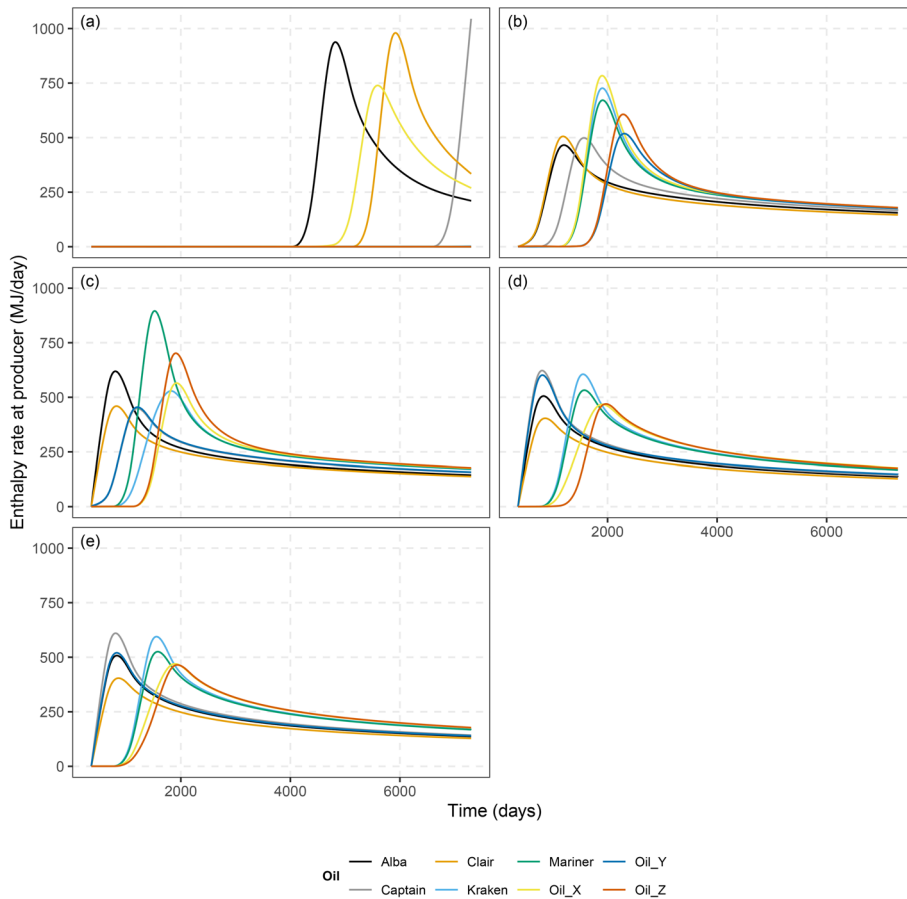 (a)
(b)
1000
750
500
250
0
(c)
(d)
1000
750
500
250
0
2000
4000
6000
(e)
1000
750
500
250
0
2000
4000
6000
Enthalpy rate at producer (MJ/day)
Time (days)
Oil
Alba
Clair
Mariner
Oil_Y
Captain
Kraken
Oil_X
Oil_Z